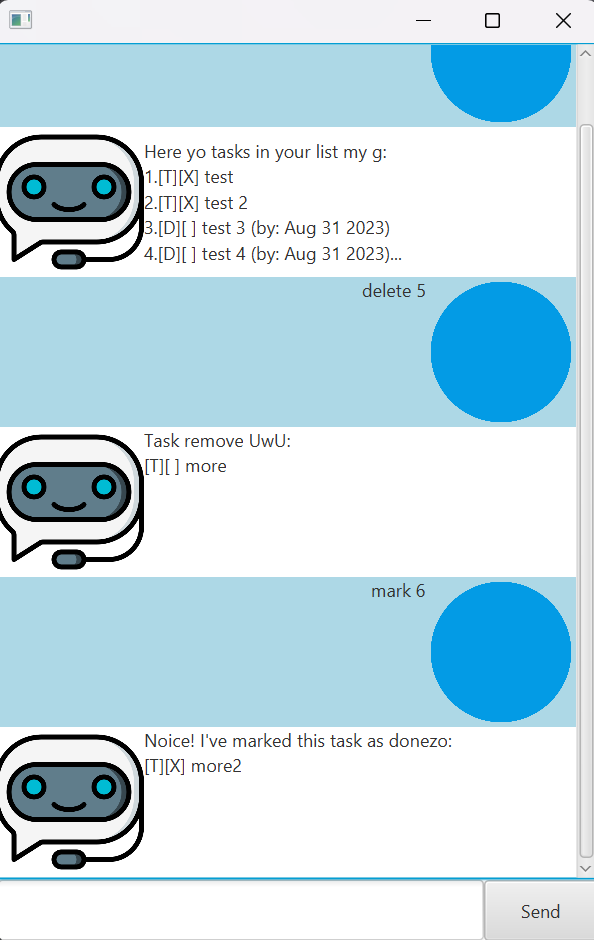 Here yo tasks in your list my g:
1.[T][X] test
2.[T][X] test 2
3.[D][ ] test 3 (by: Aug 31 2023)
4.[D][ ] test 4 (by: Aug 31 2023)...
delete 5
Task remove UwU:
[T][ ] more
mark 6
Noice! I've marked this task as donezo:
[T][X] more2
Send